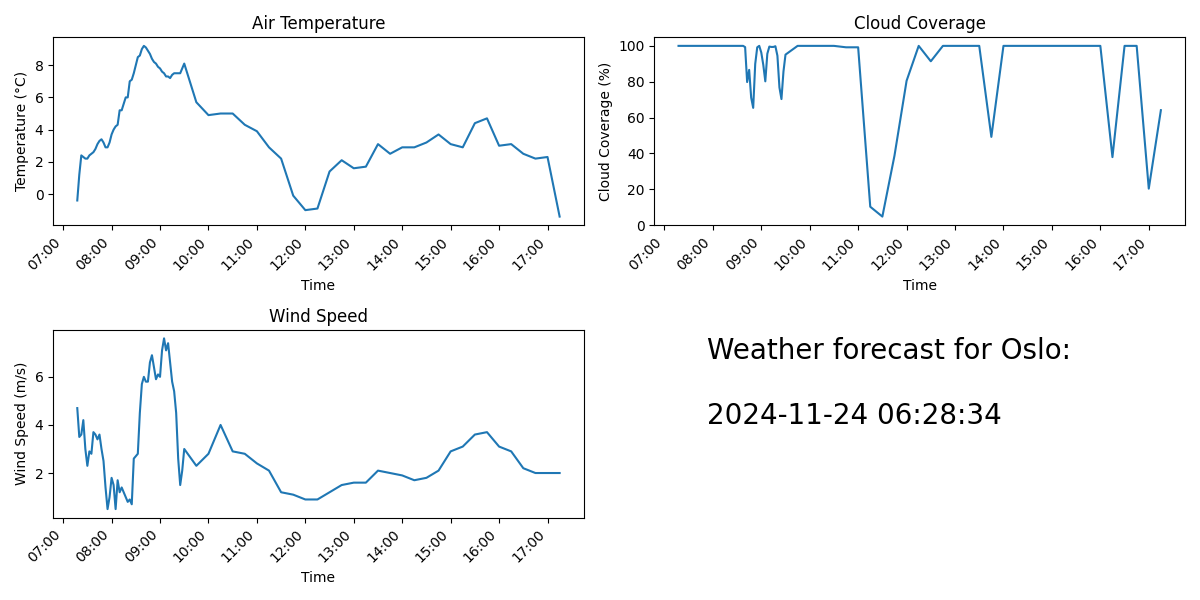 Air Temperature
Temperature (°C)
8
6
4
2
0
07:00 08:00 09:00 10:00 11:00 12:00 13:00 14:00 15:00 16:00 17:00
Time
Cloud Coverage
Cloud Coverage (%)
100
80
60
40
20
0
07:00 08:00 09:00 10:00 11:00 12:00 13:00 14:00 15:00 16:00 17:00
Time
Wind Speed
Wind Speed (m/s)
6
4
2
07:00 08:00 09:00 10:00 11:00 12:00 13:00 14:00 15:00 16:00 17:00
Time
Weather forecast for Oslo:
2024-11-24 06:28:34